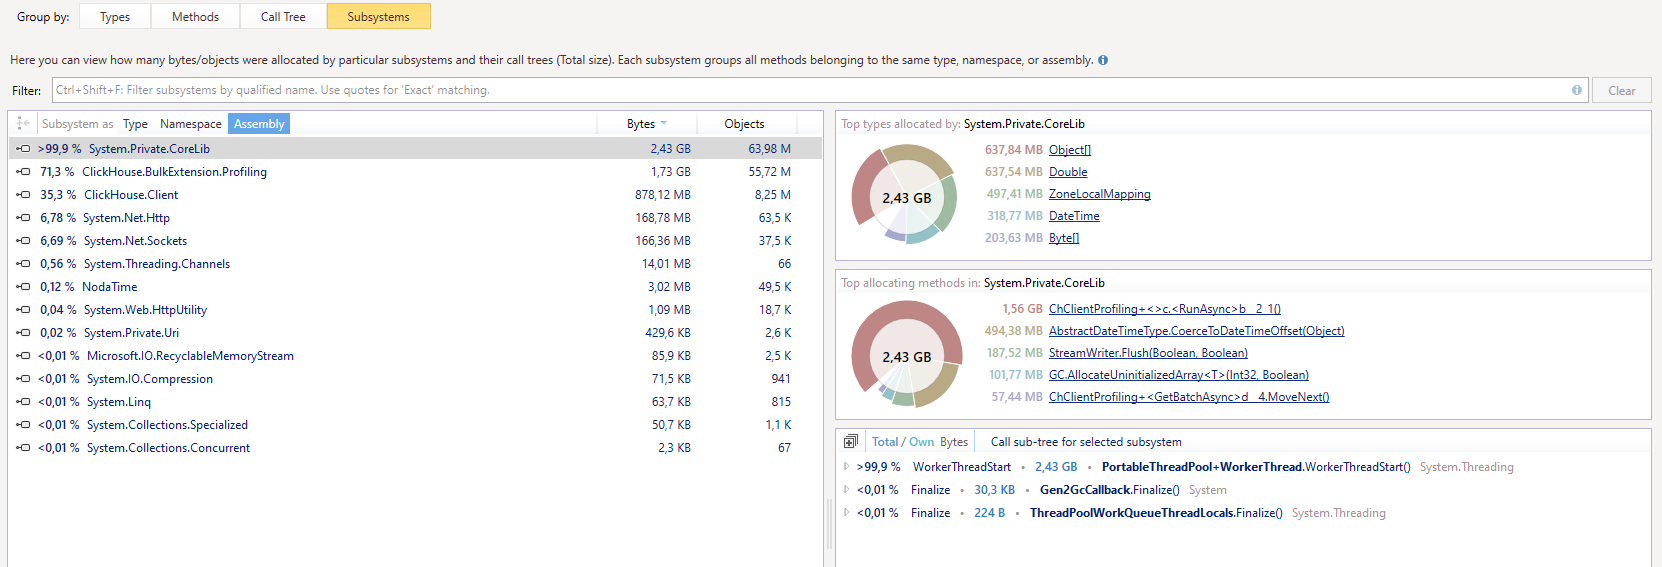 Group by: Types Methods Call Tree Subsystems
Here you can view how many bytes/objects were allocated by particular subsystems and their call trees (Total size). Each subsystem groups all methods belonging to the same type, namespace, or assembly.
Filter: Ctrl+Shift+F: Filter subsystems by qualified name. Use quotes for 'Exact' matching. Clear
Subsystem as Type Namespace Assembly Bytes Objects
>99,9 % System.Private.CoreLib 2,43 GB 63,98 M
71,3 % ClickHouse.BulkExtension.Profiling 1,73 GB 55,72 M
35,3 % ClickHouse.Client 878,12 MB 8,25 M
6,78 % System.Net.Http 168,78 MB 63,5 K
6,69 % System.Net.Sockets 166,36 MB 37,5 K
0,56 % System.Threading.Channels 14,01 MB 66
0,12 % NodaTime 3,02 MB 49,5 K
0,04 % System.Web.HttpUtility 1,09 MB 18,7 K
0,02 % System.Private.Uri 429,6 KB 2,6 K
<0,01 % Microsoft.IO.RecyclableMemoryStream 85,9 KB 2,5 K
<0,01 % System.IO.Compression 71,5 KB 941
<0,01 % System.Linq 63,7 KB 815
<0,01 % System.Collections.Specialized 50,7 KB 1,1 K
<0,01 % System.Collections.Concurrent 2,3 KB 67
Top types allocated by: System.Private.CoreLib
2,43 GB
637,84 MB Object[]
637,54 MB Double
497,41 MB ZoneLocalMapping
318,77 MB DateTime
203,63 MB Byte[]
Top allocating methods in: System.Private.CoreLib
2,43 GB
1,56 GB ChClientProfiling+<>c.<RunAsync>b__2_1()
494,38 MB AbstractDateTimeType.CoerceToDateTimeOffset(Object)
187,52 MB StreamWriter.Flush(Boolean, Boolean)
101,77 MB GC.AllocateUninitializedArray<T>(Int32, Boolean)
57,44 MB ChClientProfiling+<GetBatchAsync>d__4.MoveNext()
Total / Own Bytes Call sub-tree for selected subsystem
>99,9 % WorkerThreadStart • 2,43 GB • PortableThreadPool+WorkerThread.WorkerThreadStart() System.Threading
<0,01 % Finalize • 30,3 KB • Gen2GcCallback.Finalize() System
<0,01 % Finalize • 224 B • ThreadPoolWorkQueueThreadLocals.Finalize() System.Threading